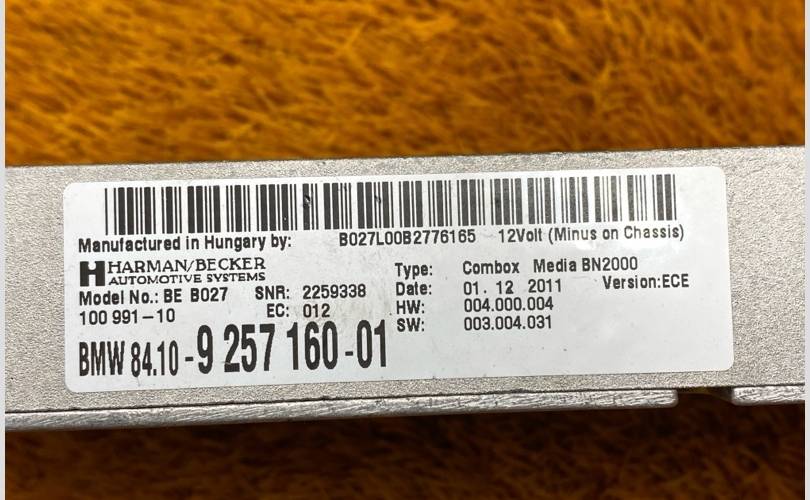 Manufactured in Hungary by: B027L00B2776165 12Volt (Minus on Chassis)
HARMAN/BECKER
AUTOMOTIVE SYSTEMS
Type: Combox Media BN2000
Model No.: BE B027 SNR: 2259338
Date: 01. 12 2011 Version:ECE
100 991-10 EC: 012
HW: 004.000.004
SW: 003.004.031
BMW 84.10-9 257 160-01